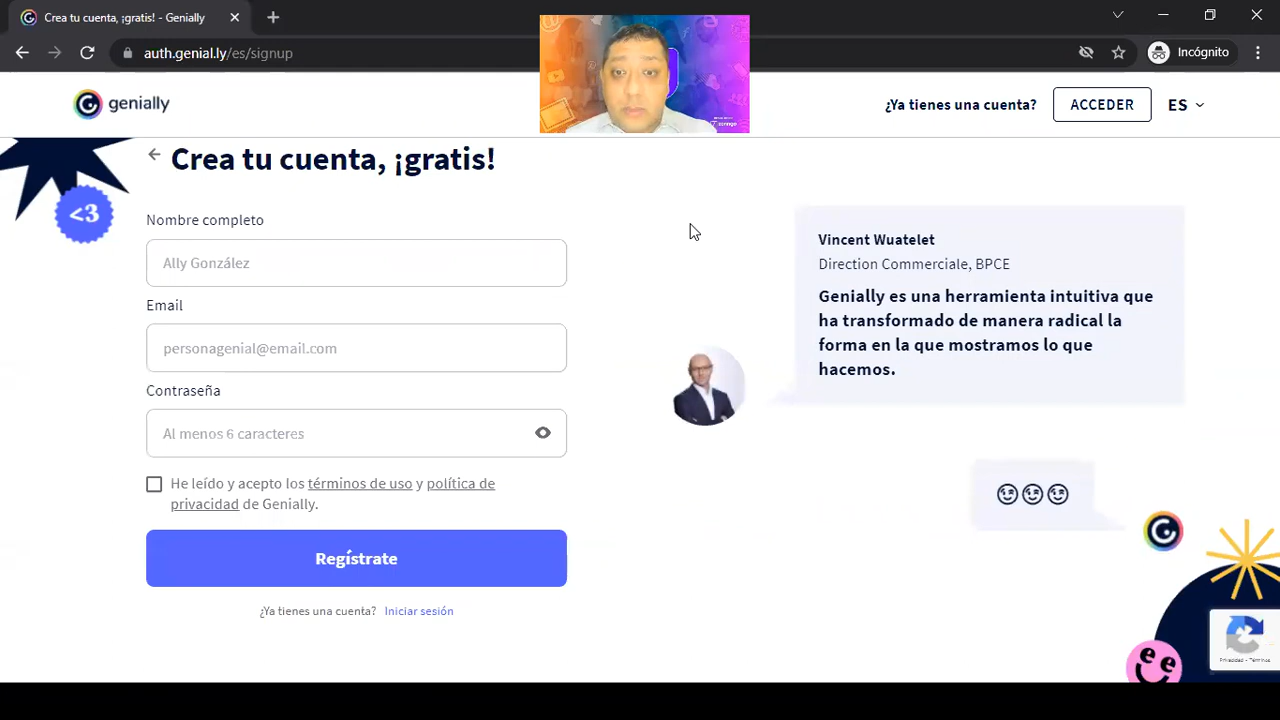 Crea tu cuenta, ¡gratis! - Genially
auth.genial.ly/es/signup
Incógnito
genially
¿Ya tienes una cuenta?
ACCEDER
ES
Crea tu cuenta, ¡gratis!
<3
Nombre completo
Ally González
Email
personagenial@email.com
Contraseña
Al menos 6 caracteres
He leído y acepto los términos de uso y política de
privacidad de Genially.
Regístrate
¿Ya tienes una cuenta? Iniciar sesión
Vincent Wuatelet
Direction Commerciale, BPCE
Genially es una herramienta intuitiva que
ha transformado de manera radical la
forma en la que mostramos lo que
hacemos.
Privacidad - Términos